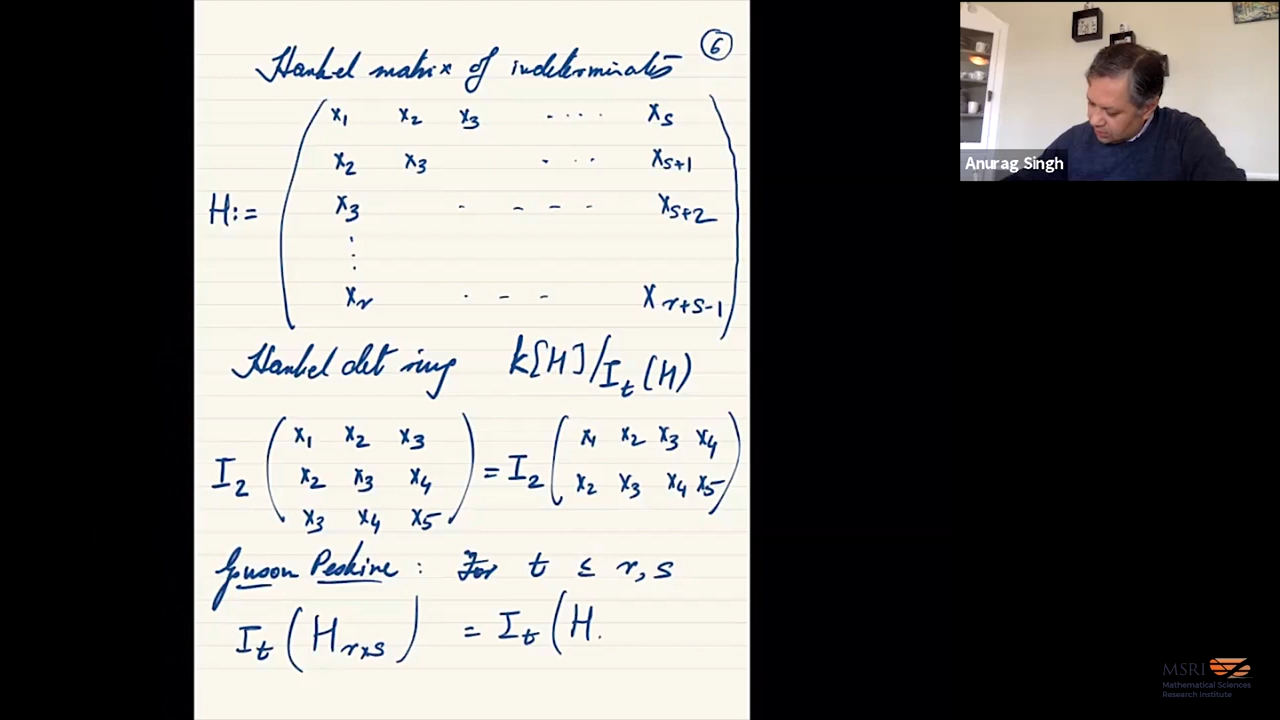 Hankel matrix of indeterminates ⑥
x₁ x₂ x₃ ···· xₛ
x₂ x₃ ··· xₛ₊₁
H:= x₃ · – – – · xₛ₊₂
⋮
xᵣ · – – xᵣ₊ₛ₋₁
Hankel det ring k[H]/Iₜ(H)
I₂ ( x₁ x₂ x₃ ) = I₂ ( x₁ x₂ x₃ x₄ )
x₂ x₃ x₄ x₂ x₃ x₄ x₅
x₃ x₄ x₅
Gruson Peskine : For t ≤ r, s
Iₜ (H_{r×s}) = Iₜ (H.
Anurag Singh
MSRI
Mathematical Sciences
Research Institute